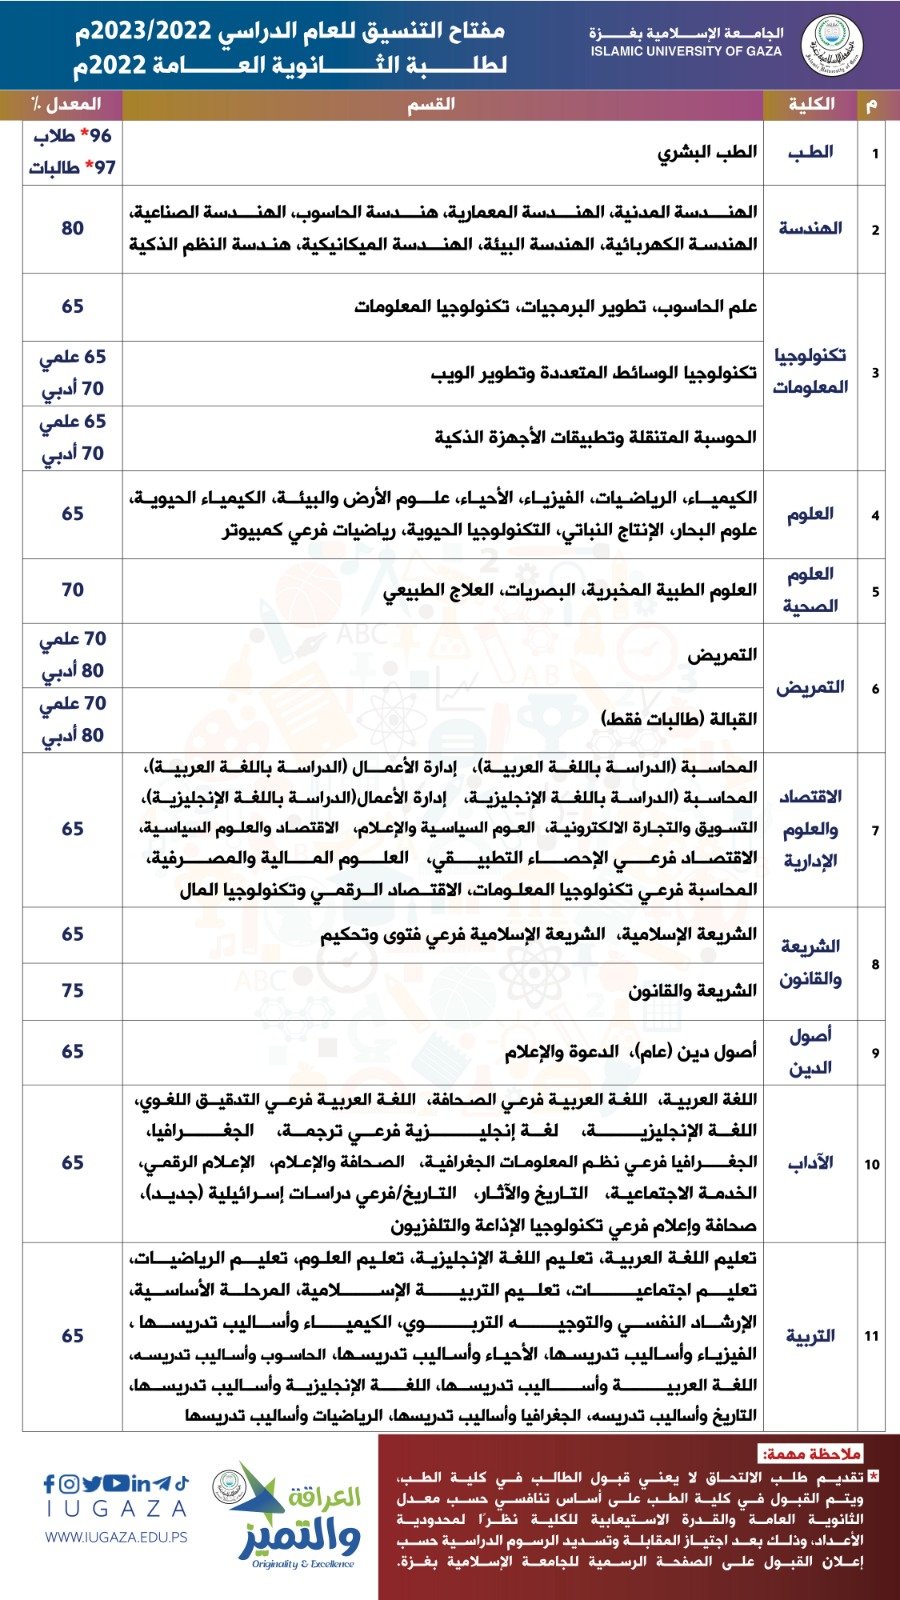 الجامعة الإسلامية بغزة
ISLAMIC UNIVERSITY OF GAZA
مفتاح التنسيق للعام الدراسي 2023/2022م
لطلبة الثانوية العامة 2022م
م الكلية القسم المعدل %
1 الطب الطب البشري 96* طلاب
97* طالبات
2 الهندسة الهندسة المدنية، الهندسة المعمارية، هندسة الحاسوب، الهندسة الصناعية، 80
الهندسة الكهربائية، الهندسة البيئة، الهندسة الميكانيكية، هندسة النظم الذكية
3 تكنولوجيا
المعلومات
علم الحاسوب، تطوير البرمجيات، تكنولوجيا المعلومات 65
تكنولوجيا الوسائط المتعددة وتطوير الويب 65 علمي
70 أدبي
الحوسبة المتنقلة وتطبيقات الأجهزة الذكية 65 علمي
70 أدبي
4 العلوم الكيمياء، الرياضيات، الفيزياء، الأحياء، علوم الأرض والبيئة، الكيمياء الحيوية، 65
علوم البحار، الإنتاج النباتي، التكنولوجيا الحيوية، رياضيات فرعي كمبيوتر
5 العلوم
الصحية
العلوم الطبية المخبرية، البصريات، العلاج الطبيعي 70
6 التمريض التمريض 70 علمي
80 أدبي
القبالة (طالبات فقط) 70 علمي
80 أدبي
7 الاقتصاد
والعلوم
الإدارية
المحاسبة (الدراسة باللغة العربية)، إدارة الأعمال (الدراسة باللغة العربية)،
المحاسبة (الدراسة باللغة الإنجليزية، إدارة الأعمال(الدراسة باللغة الإنجليزية)،
التسويق والتجارة الالكترونية، العوم السياسية والإعلام، الاقتصاد والعلوم السياسية،
الاقتصاد فرعي الإحصاء التطبيقي، العلوم المالية والمصرفية،
المحاسبة فرعي تكنولوجيا المعلومات، الاقتصاد الرقمي وتكنولوجيا المال
65
8 الشريعة
والقانون
الشريعة الإسلامية، الشريعة الإسلامية فرعي فتوى وتحكيم 65
الشريعة والقانون 75
9 أصول
الدين
أصول دين (عام)، الدعوة والإعلام 65
10 الآداب
اللغة العربية، اللغة العربية فرعي الصحافة، اللغة العربية فرعي التدقيق اللغوي،
اللغة الإنجليزية، لغة إنجليزية فرعي ترجمة، الجغرافيا،
الجغرافيا فرعي نظم المعلومات الجغرافية، الصحافة والإعلام، الإعلام الرقمي،
الخدمة الاجتماعية، التاريخ والآثار، التاريخ/فرعي دراسات إسرائيلية (جديد)،
صحافة وإعلام فرعي تكنولوجيا الإذاعة والتلفزيون
65
11 التربية
تعليم اللغة العربية، تعليم اللغة الإنجليزية، تعليم العلوم، تعليم الرياضيات،
تعليم اجتماعيات، تعليم التربية الإسلامية، المرحلة الأساسية،
الإرشاد النفسي والتوجيه التربوي، الكيمياء وأساليب تدريسها ،
الفيزياء وأساليب تدريسها، الأحياء وأساليب تدريسها، الحاسوب وأساليب تدريسه،
اللغة العربية وأساليب تدريسها، اللغة الإنجليزية وأساليب تدريسها،
التاريخ وأساليب تدريسه، الجغرافيا وأساليب تدريسها، الرياضيات وأساليب تدريسها
65
ملاحظة مهمة:
* تقديم طلب الالتحاق لا يعني قبول الطالب في كلية الطب،
ويتم القبول في كلية الطب على أساس تنافسي حسب معدل
الثانوية العامة والقدرة الاستيعابية للكلية نظرًا لمحدودية
الأعداد، وذلك بعد اجتياز المقابلة وتسديد الرسوم الدراسية حسب
إعلان القبول على الصفحة الرسمية للجامعة الإسلامية بغزة.
العراقة
والتميز
Originality & Excellence
IUGAZA
WWW.IUGAZA.EDU.PS